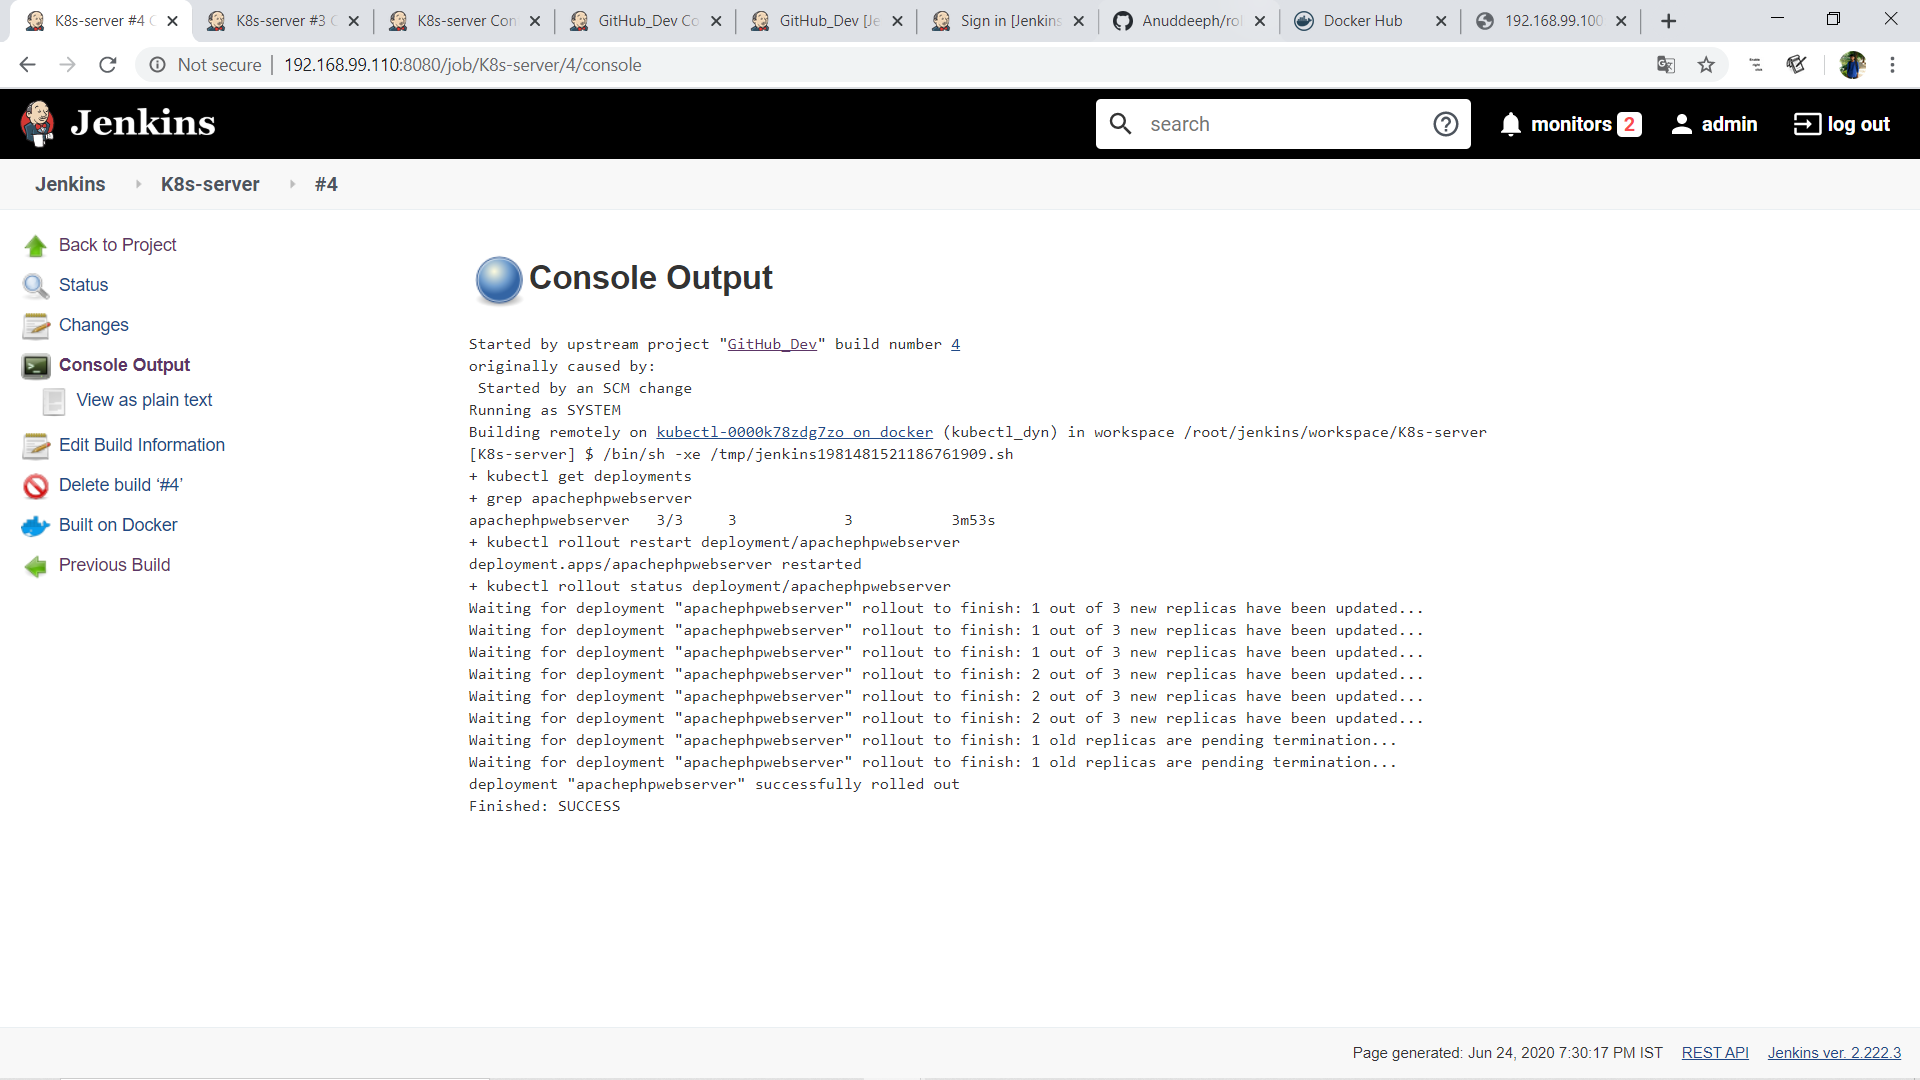 K8s-server #4 C
K8s-server #3 C
K8s-server Con
GitHub_Dev Co
GitHub_Dev [Je
Sign in [Jenkins
Anuddeeph/rol
Docker Hub
192.168.99.100
Not secure | 192.168.99.110:8080/job/K8s-server/4/console
Jenkins
search
monitors 2
admin
log out
Jenkins
K8s-server
#4
Back to Project
Status
Changes
Console Output
View as plain text
Edit Build Information
Delete build ‘#4’
Built on Docker
Previous Build
Console Output
Started by upstream project "GitHub_Dev" build number 4
originally caused by:
Started by an SCM change
Running as SYSTEM
Building remotely on kubectl-0000k78zdg7zo on docker (kubectl_dyn) in workspace /root/jenkins/workspace/K8s-server
[K8s-server] $ /bin/sh -xe /tmp/jenkins1981481521186761909.sh
+ kubectl get deployments
+ grep apachephpwebserver
apachephpwebserver 3/3 3 3 3m53s
+ kubectl rollout restart deployment/apachephpwebserver
deployment.apps/apachephpwebserver restarted
+ kubectl rollout status deployment/apachephpwebserver
Waiting for deployment "apachephpwebserver" rollout to finish: 1 out of 3 new replicas have been updated...
Waiting for deployment "apachephpwebserver" rollout to finish: 1 out of 3 new replicas have been updated...
Waiting for deployment "apachephpwebserver" rollout to finish: 1 out of 3 new replicas have been updated...
Waiting for deployment "apachephpwebserver" rollout to finish: 2 out of 3 new replicas have been updated...
Waiting for deployment "apachephpwebserver" rollout to finish: 2 out of 3 new replicas have been updated...
Waiting for deployment "apachephpwebserver" rollout to finish: 2 out of 3 new replicas have been updated...
Waiting for deployment "apachephpwebserver" rollout to finish: 1 old replicas are pending termination...
Waiting for deployment "apachephpwebserver" rollout to finish: 1 old replicas are pending termination...
deployment "apachephpwebserver" successfully rolled out
Finished: SUCCESS
Page generated: Jun 24, 2020 7:30:17 PM IST
REST API
Jenkins ver. 2.222.3